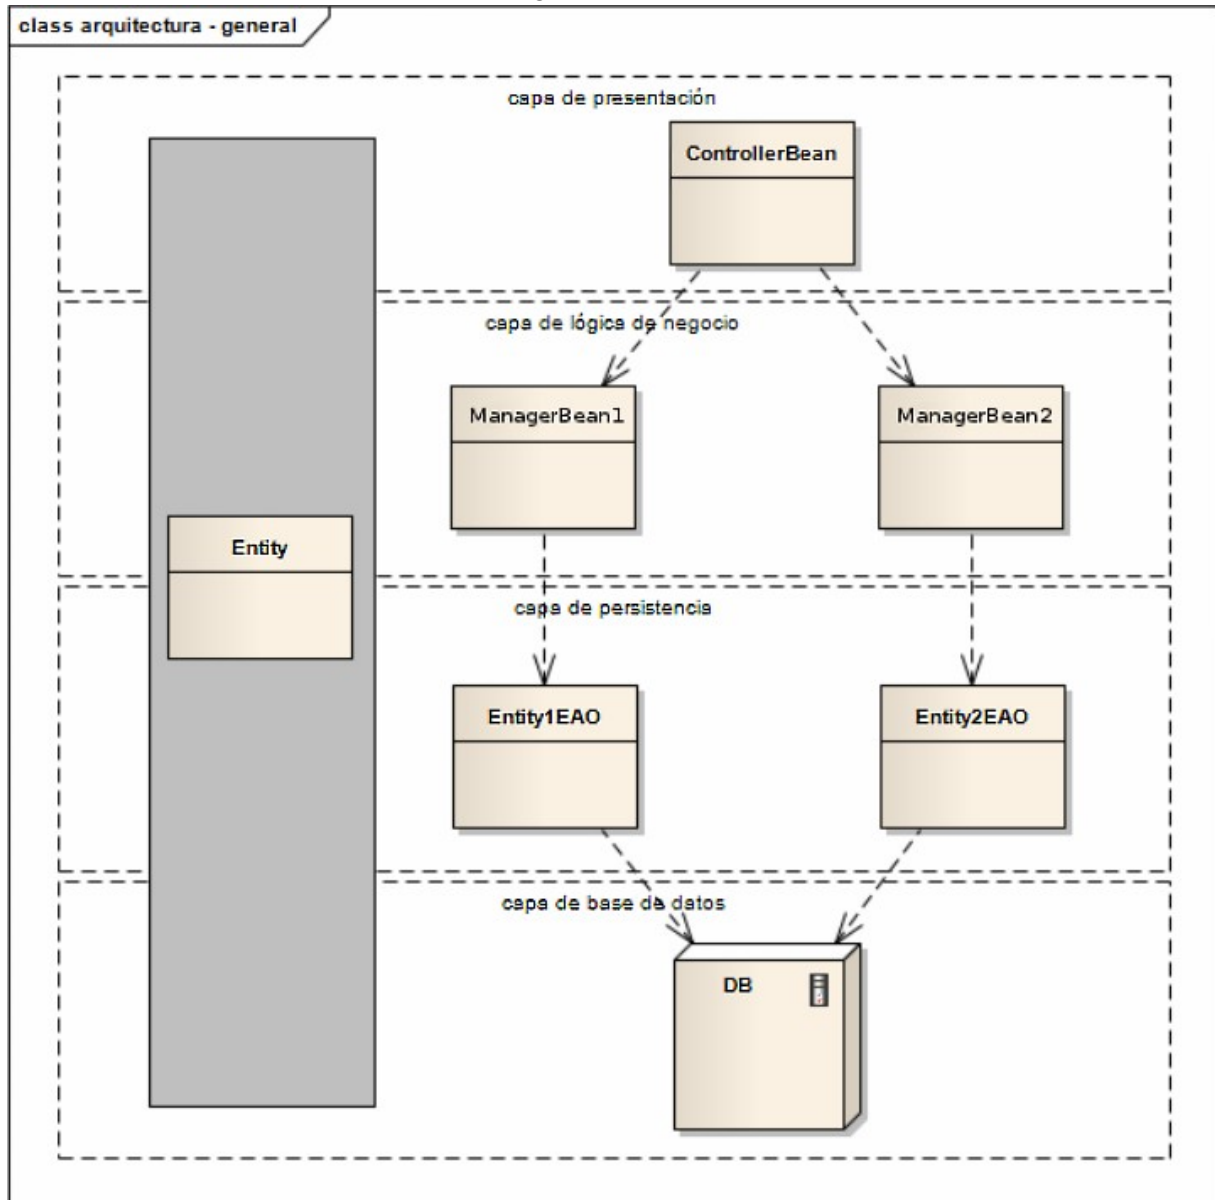 class arquitectura - general
capa de presentación
ControllerBean
capa de lógica de negocio
ManagerBean1
ManagerBean2
Entity
capa de persistencia
Entity1EAO
Entity2EAO
capa de base de datos
DB